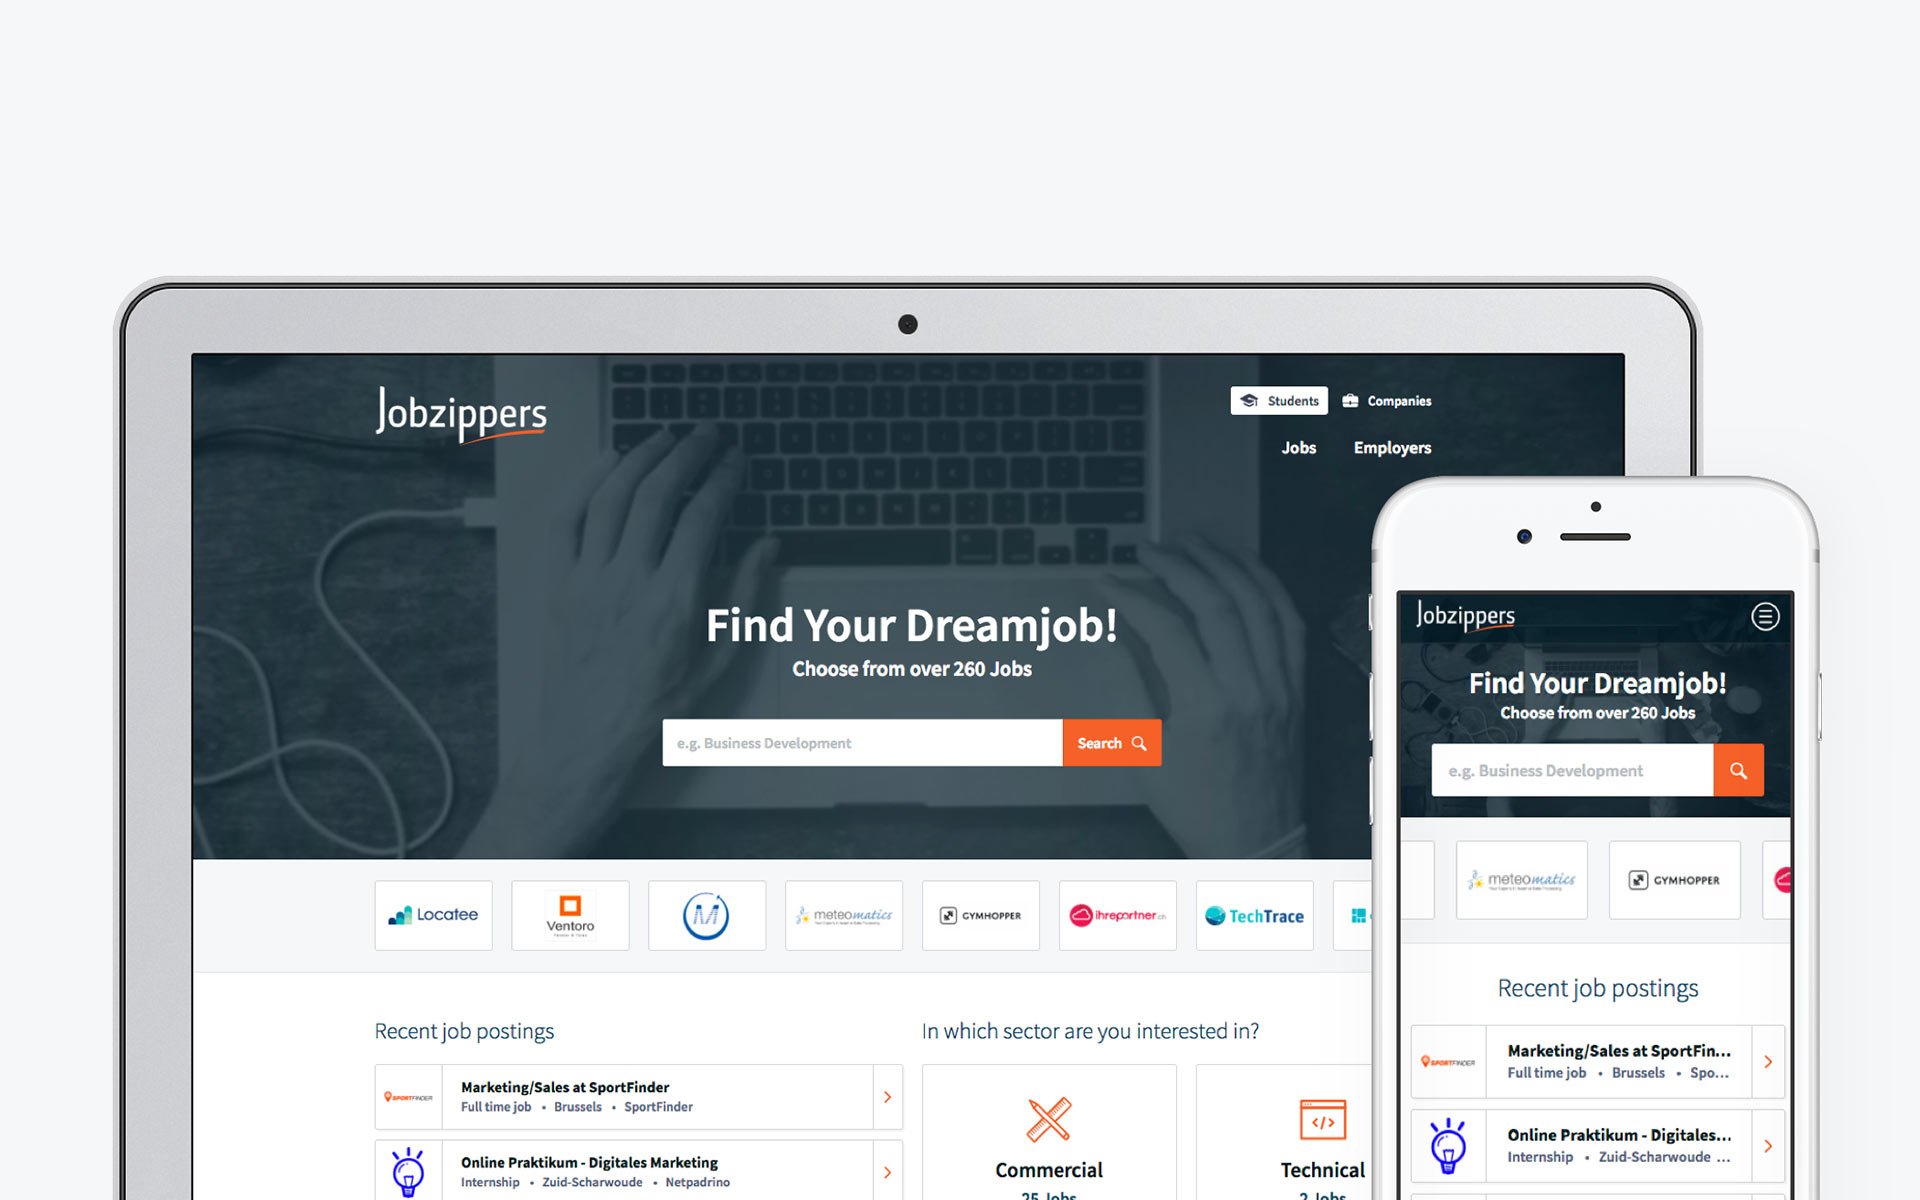 Jobzippers
Students
Companies
Jobs
Employers
Find Your Dreamjob!
Choose from over 260 Jobs
e.g. Business Development
Search
Locatee
Ventoro
M
meteomatics
GYMHOPPER
ihrepartner.ch
TechTrace
Recent job postings
SPORTFINDER
Marketing/Sales at SportFinder
Full time job • Brussels • SportFinder
Online Praktikum - Digitales Marketing
Internship • Zuid-Scharwoude • Netpadrino
In which sector are you interested in?
Commercial
25 Jobs
Technical
2 Jobs
Jobzippers
Find Your Dreamjob!
Choose from over 260 Jobs
e.g. Business Development
meteomatics
GYMHOPPER
Recent job postings
SPORTFINDER
Marketing/Sales at SportFin...
Full time job • Brussels • Spo...
Online Praktikum - Digitales...
Internship • Zuid-Scharwoude ...